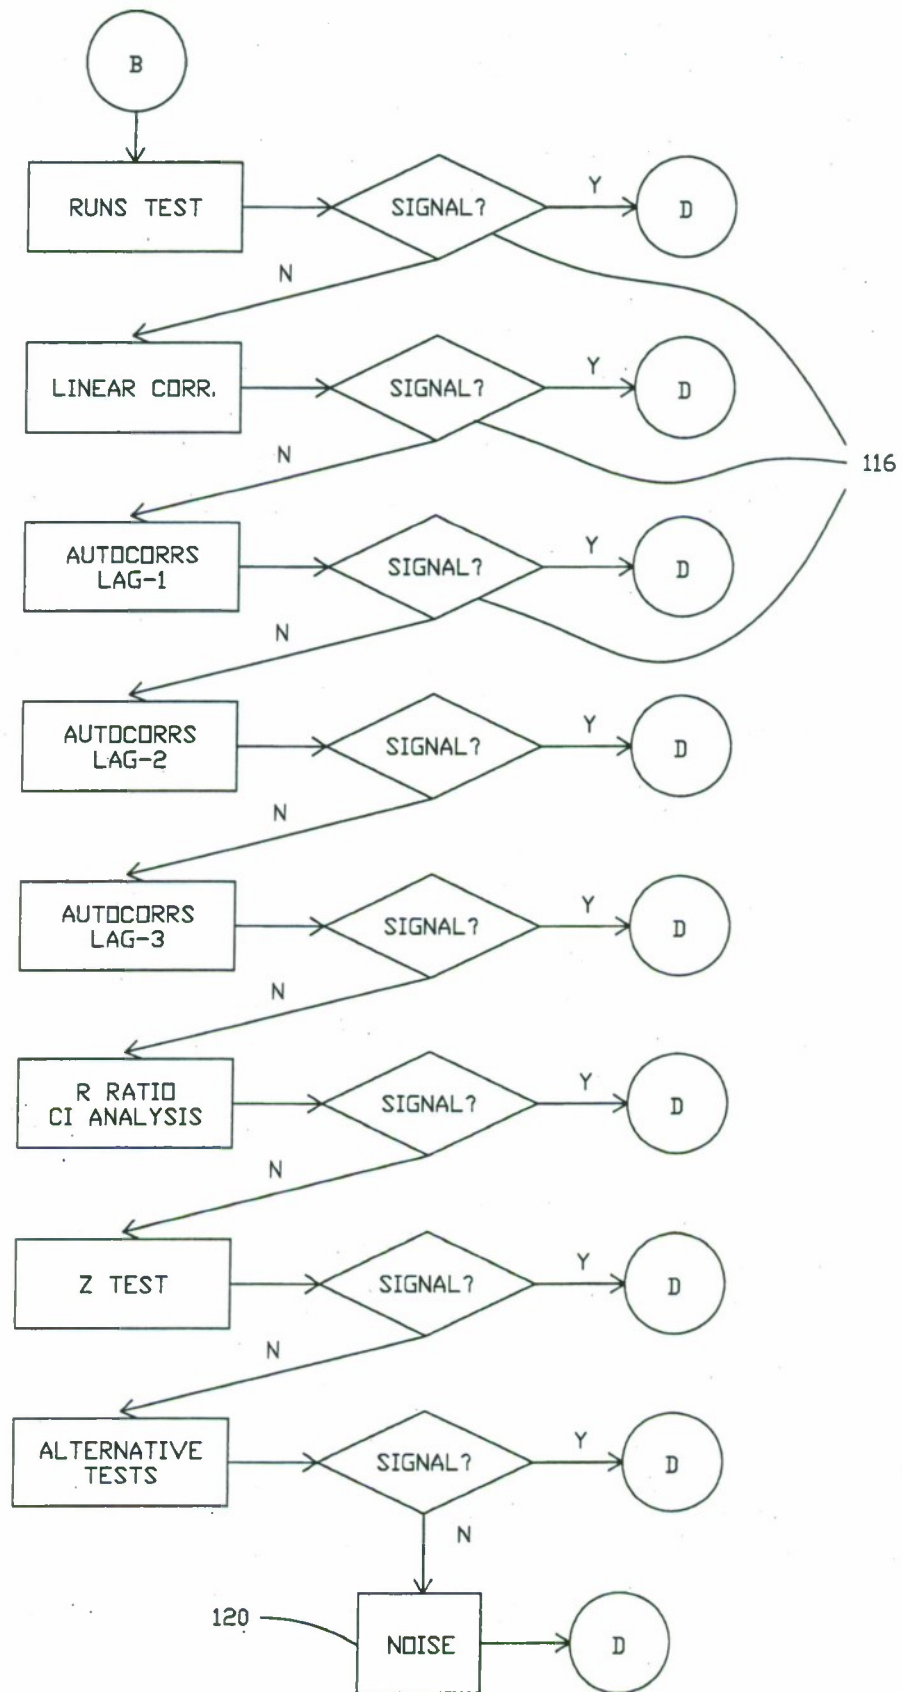 B
RUNS TEST
SIGNAL?
Y
D
N
LINEAR CORR.
SIGNAL?
Y
D
116
N
AUTOCORRS
LAG-1
SIGNAL?
Y
D
N
AUTOCORRS
LAG-2
SIGNAL?
Y
D
N
AUTOCORRS
LAG-3
SIGNAL?
Y
D
N
R RATIO
CI ANALYSIS
SIGNAL?
Y
D
N
Z TEST
SIGNAL?
Y
D
N
ALTERNATIVE
TESTS
SIGNAL?
Y
D
N
120
NOISE
D